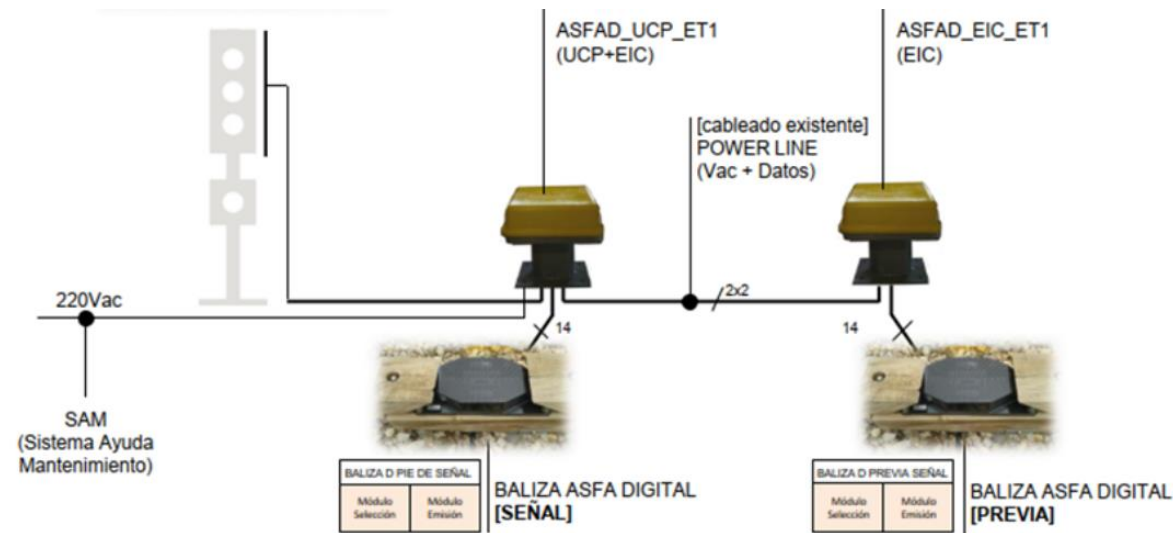 ASFAD_UCP_ET1
(UCP+EIC)
ASFAD_EIC_ET1
(EIC)
[cableado existente]
POWER LINE
(Vac + Datos)
220Vac
2x2
14
14
SAM
(Sistema Ayuda
Mantenimiento)
BALIZA D PIE DE SEÑAL
Módulo
Selección
Módulo
Emisión
BALIZA ASFA DIGITAL
[SEÑAL]
BALIZA D PREVIA SEÑAL
Módulo
Selección
Módulo
Emisión
BALIZA ASFA DIGITAL
[PREVIA]